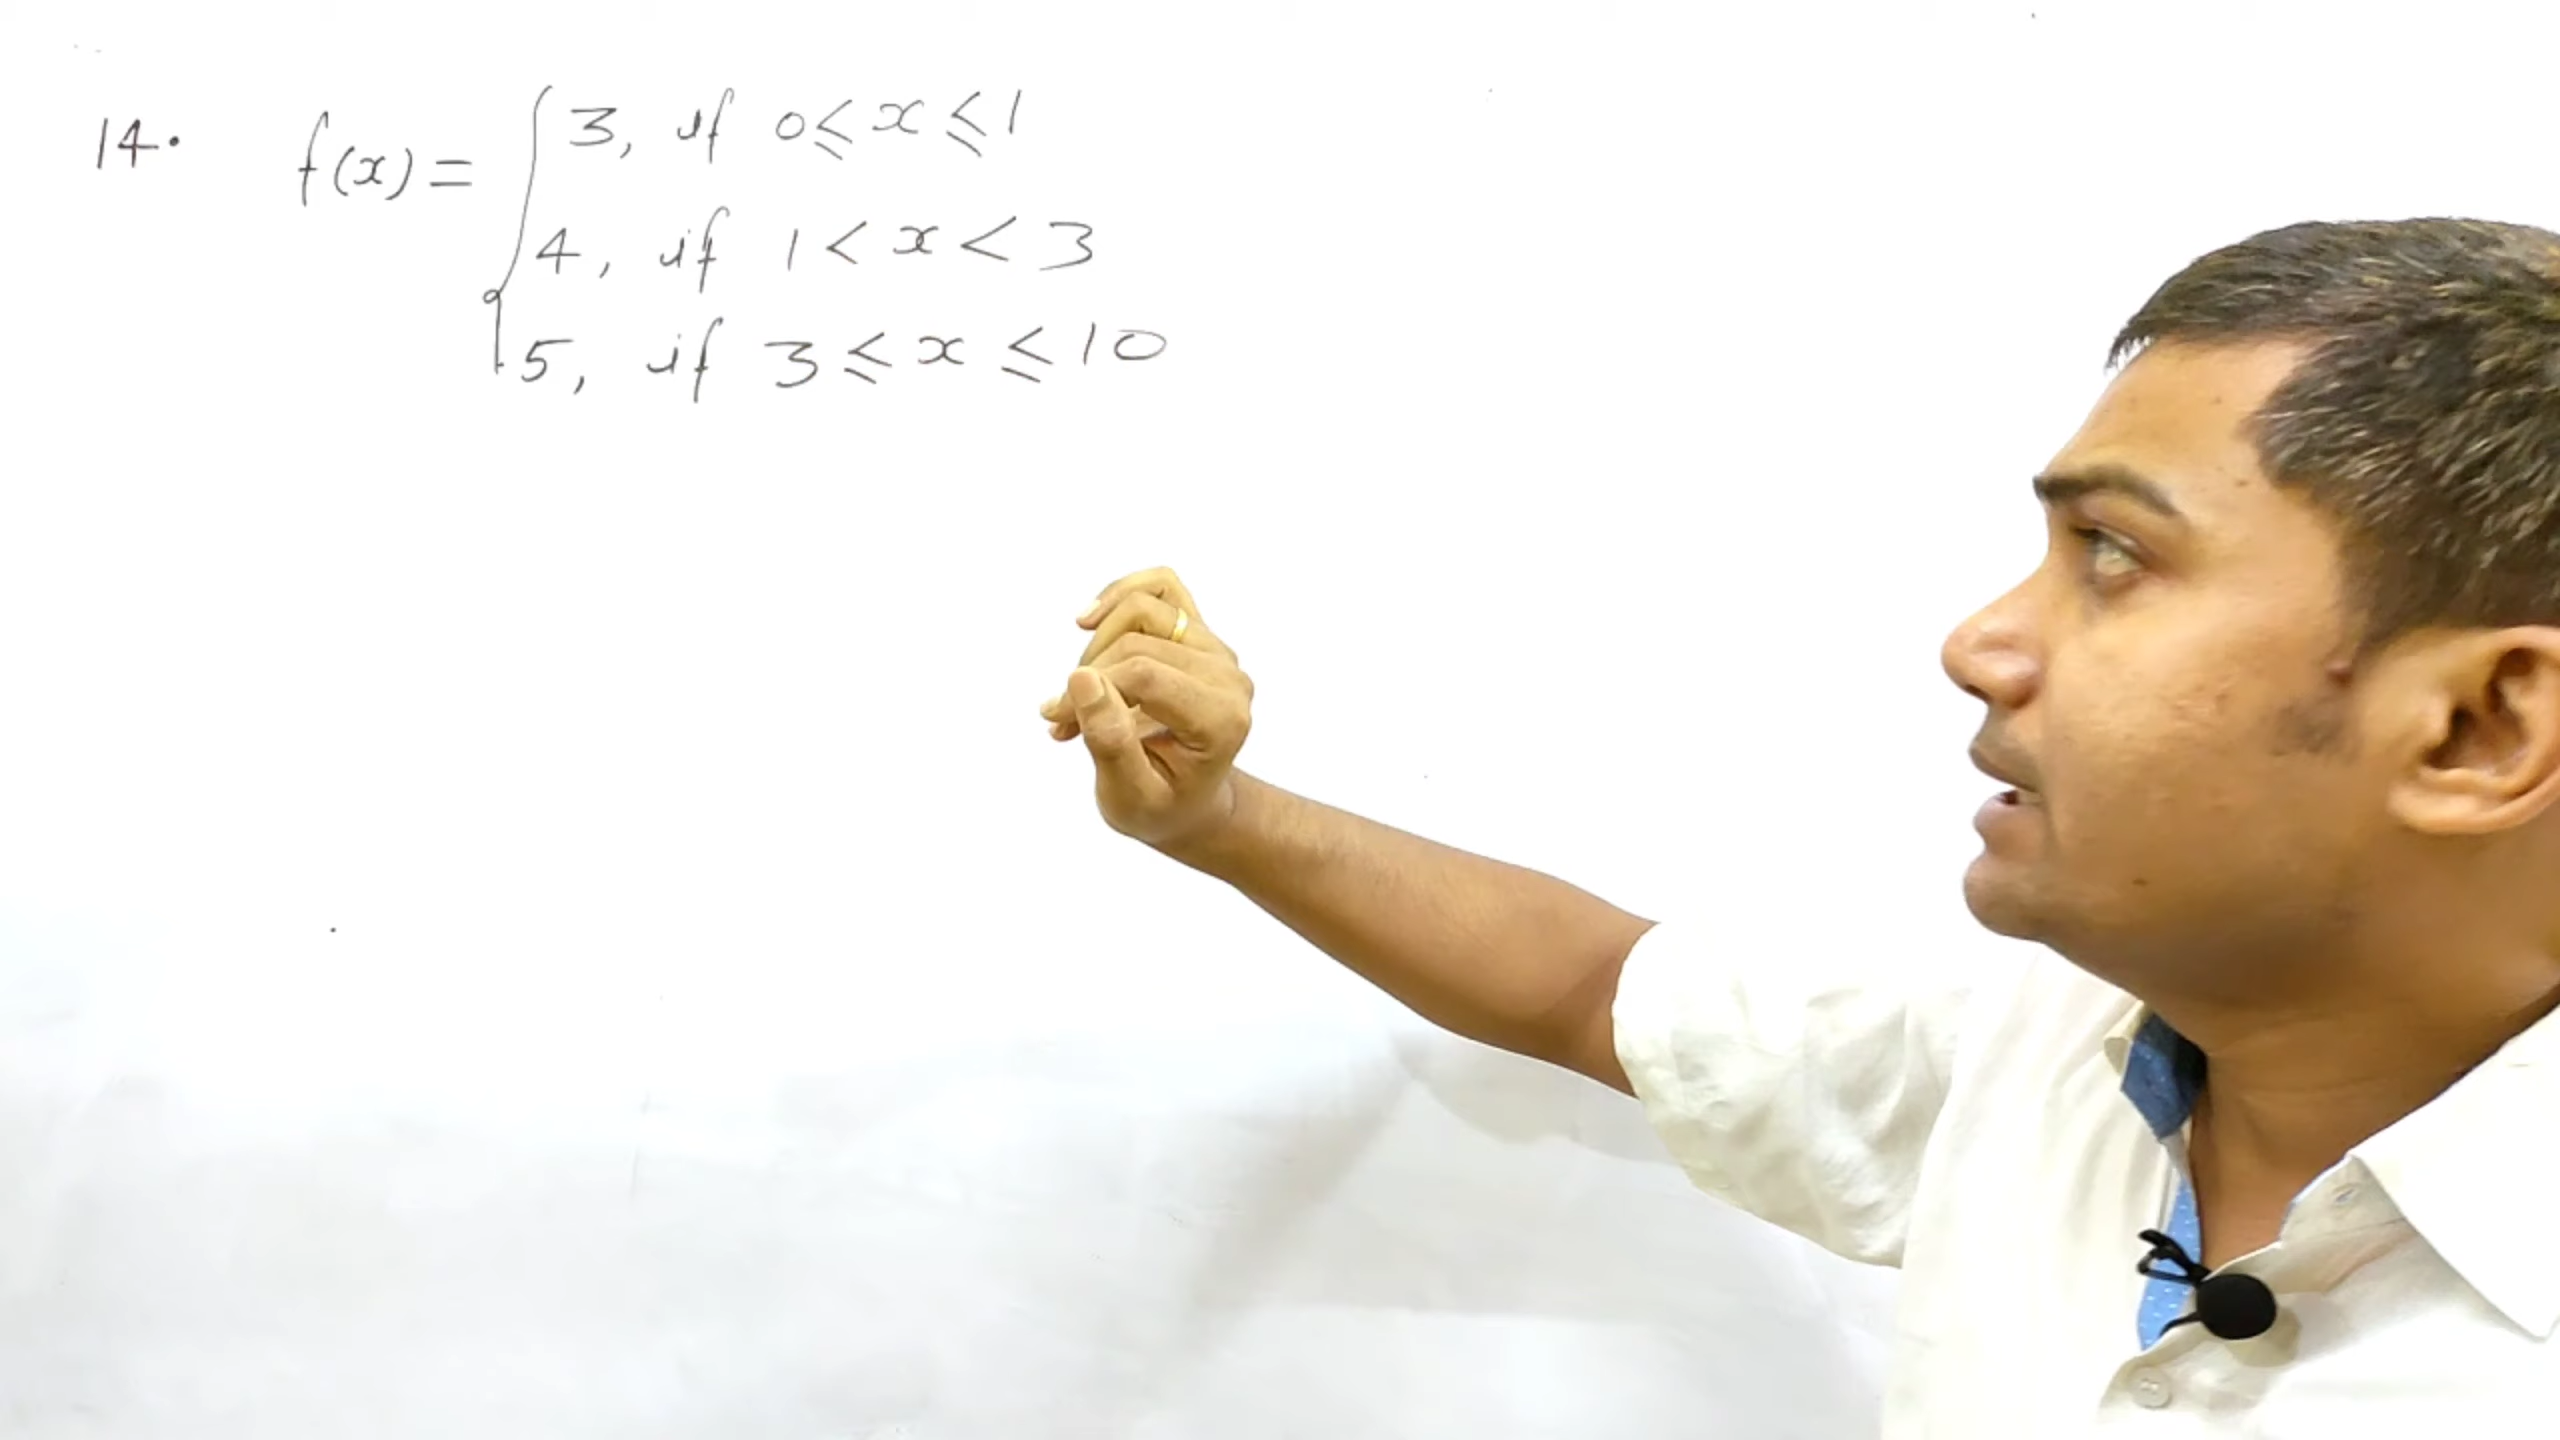 14. f(x) = { 3, if 0 ≤ x ≤ 1
4, if 1 < x < 3
5, if 3 ≤ x ≤ 10